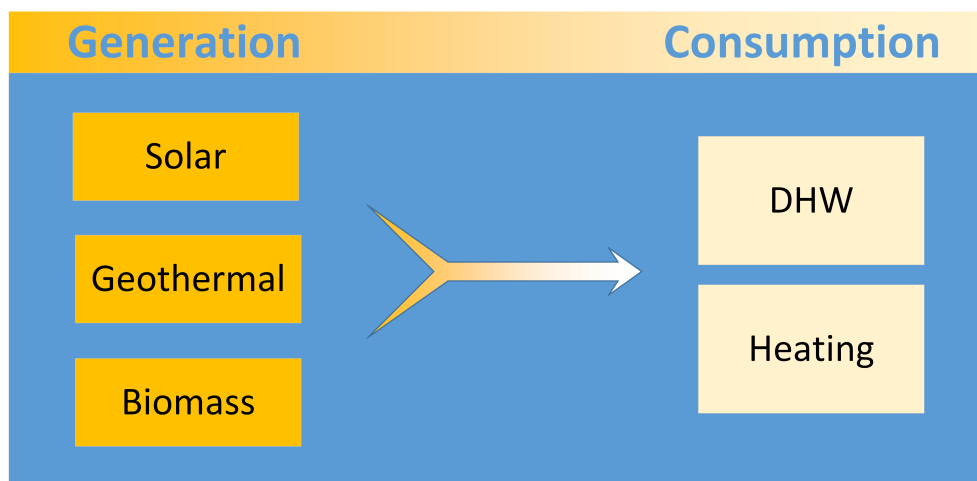 Generation
Consumption
Solar
Geothermal
Biomass
DHW
Heating